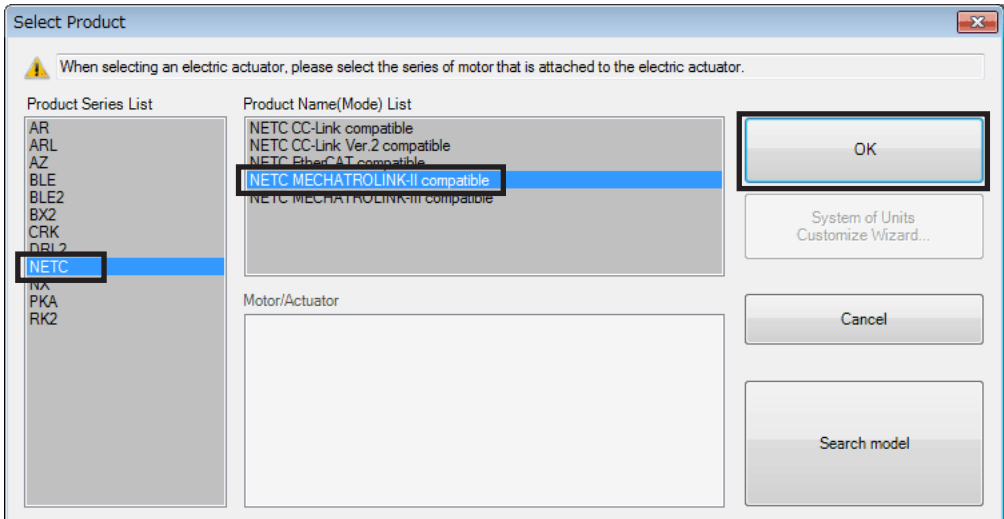 Select Product
When selecting an electric actuator, please select the series of motor that is attached to the electric actuator.
Product Series List
AR
ARL
AZ
BLE
BLE2
BX2
CRK
DRL2
NETC
NX
PKA
RK2
Product Name(Mode) List
NETC CC-Link compatible
NETC CC-Link Ver.2 compatible
NETC EtherCAT compatible
NETC MECHATROLINK-II compatible
NETC MECHATROLINK-III compatible
Motor/Actuator
OK
System of Units
Customize Wizard...
Cancel
Search model